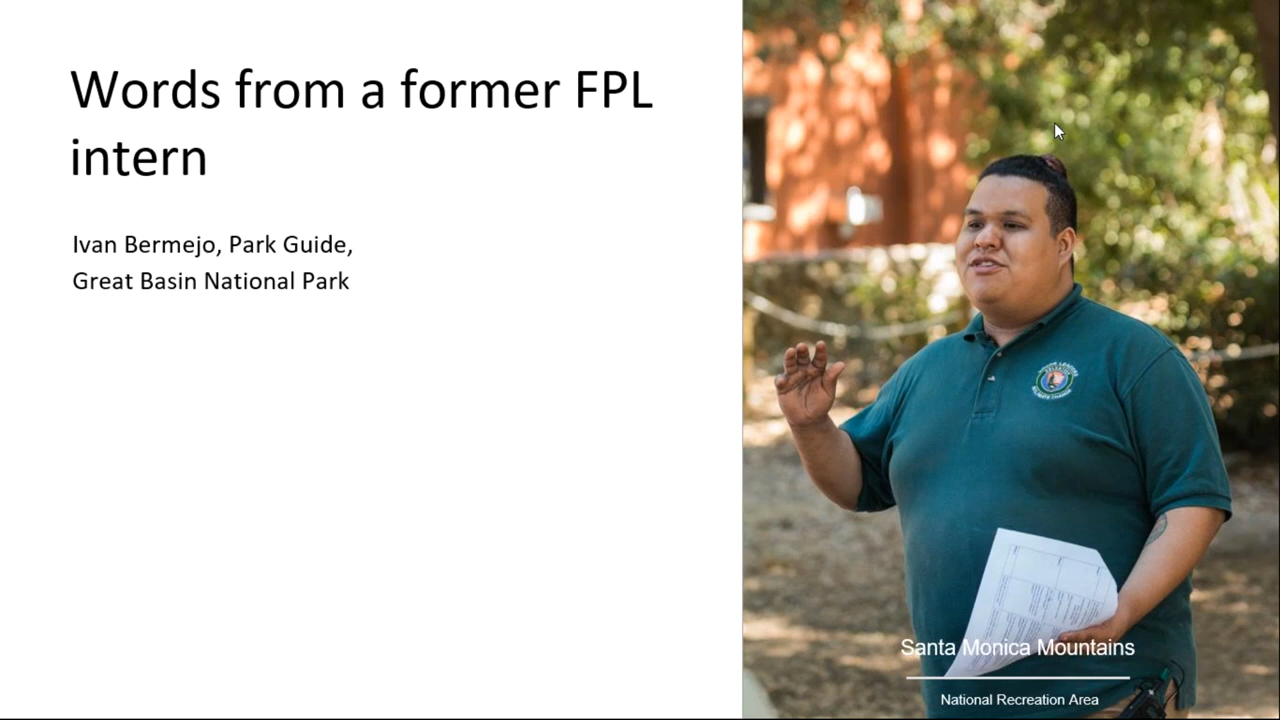 Words from a former FPL
intern
Ivan Bermejo, Park Guide,
Great Basin National Park
Santa Monica Mountains
National Recreation Area